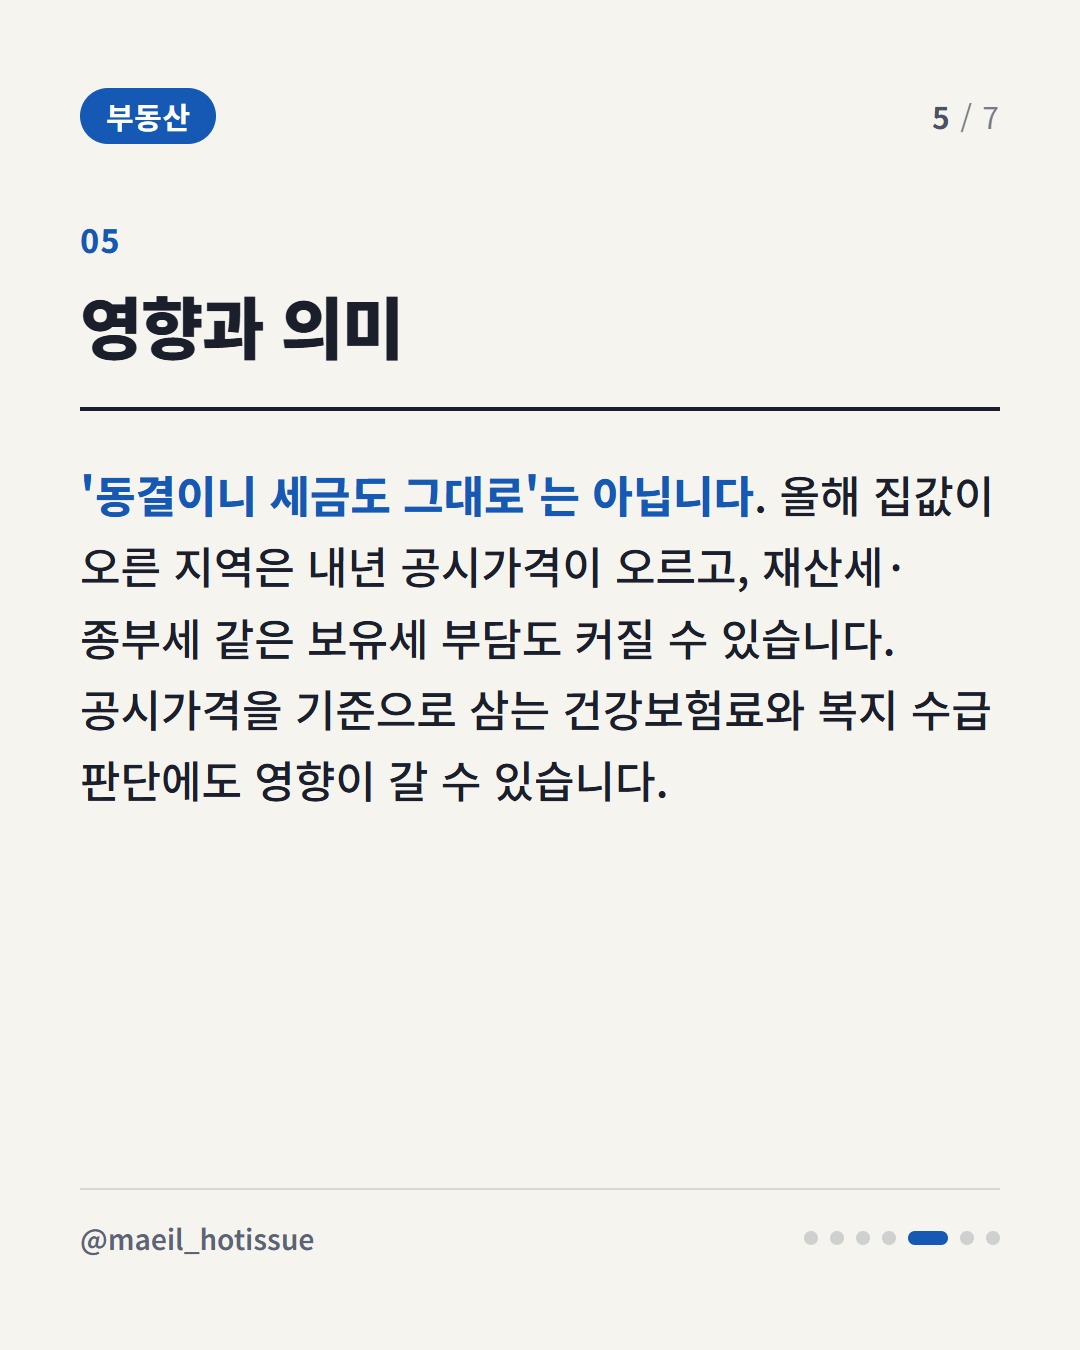 부동산
5 / 7
05
영향과 의미
'동결이니 세금도 그대로'는 아닙니다. 올해 집값이
오른 지역은 내년 공시가격이 오르고, 재산세·
종부세 같은 보유세 부담도 커질 수 있습니다.
공시가격을 기준으로 삼는 건강보험료와 복지 수급
판단에도 영향이 갈 수 있습니다.
@maeil_hotissue